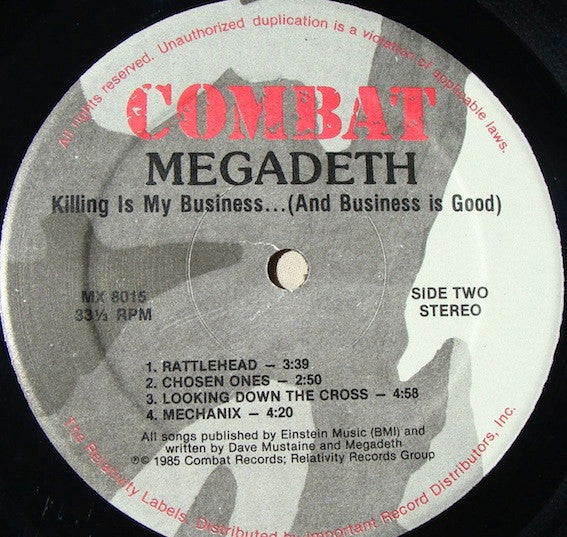 All rights reserved. Unauthorized duplication is a violation of applicable laws.
COMBAT
MEGADETH
Killing Is My Business...(And Business is Good)
MX 8015
33⅓ RPM
SIDE TWO
STEREO
1. RATTLEHEAD – 3:39
2. CHOSEN ONES – 2:50
3. LOOKING DOWN THE CROSS – 4:58
4. MECHANIX – 4:20
All songs published by Einstein Music (BMI) and
written by Dave Mustaine and Megadeth
℗© 1985 Combat Records; Relativity Records Group
The Relativity Labels. Distributed by Important Record Distributors, Inc.